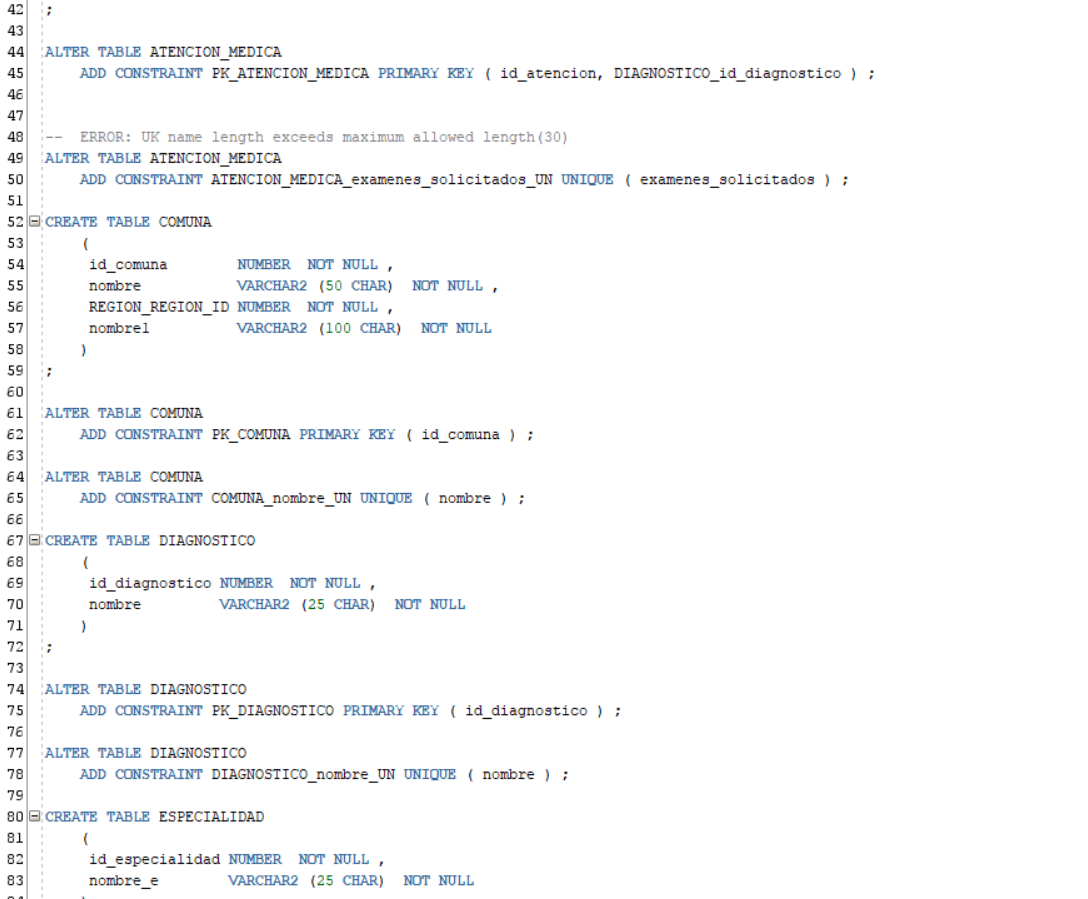 42 ;
43
44 ALTER TABLE ATENCION_MEDICA
45     ADD CONSTRAINT PK_ATENCION_MEDICA PRIMARY KEY ( id_atencion, DIAGNOSTICO_id_diagnostico ) ;
46
47
48 --  ERROR: UK name length exceeds maximum allowed length(30)
49 ALTER TABLE ATENCION_MEDICA
50     ADD CONSTRAINT ATENCION_MEDICA_examenes_solicitados_UN UNIQUE ( examenes_solicitados ) ;
51
52 CREATE TABLE COMUNA
53     (
54      id_comuna        NUMBER  NOT NULL ,
55      nombre           VARCHAR2 (50 CHAR)  NOT NULL ,
56      REGION_REGION_ID NUMBER  NOT NULL ,
57      nombre1          VARCHAR2 (100 CHAR)  NOT NULL
58     )
59 ;
60
61 ALTER TABLE COMUNA
62     ADD CONSTRAINT PK_COMUNA PRIMARY KEY ( id_comuna ) ;
63
64 ALTER TABLE COMUNA
65     ADD CONSTRAINT COMUNA_nombre_UN UNIQUE ( nombre ) ;
66
67 CREATE TABLE DIAGNOSTICO
68     (
69      id_diagnostico NUMBER  NOT NULL ,
70      nombre         VARCHAR2 (25 CHAR)  NOT NULL
71     )
72 ;
73
74 ALTER TABLE DIAGNOSTICO
75     ADD CONSTRAINT PK_DIAGNOSTICO PRIMARY KEY ( id_diagnostico ) ;
76
77 ALTER TABLE DIAGNOSTICO
78     ADD CONSTRAINT DIAGNOSTICO_nombre_UN UNIQUE ( nombre ) ;
79
80 CREATE TABLE ESPECIALIDAD
81     (
82      id_especialidad NUMBER  NOT NULL ,
83      nombre_e        VARCHAR2 (25 CHAR)  NOT NULL